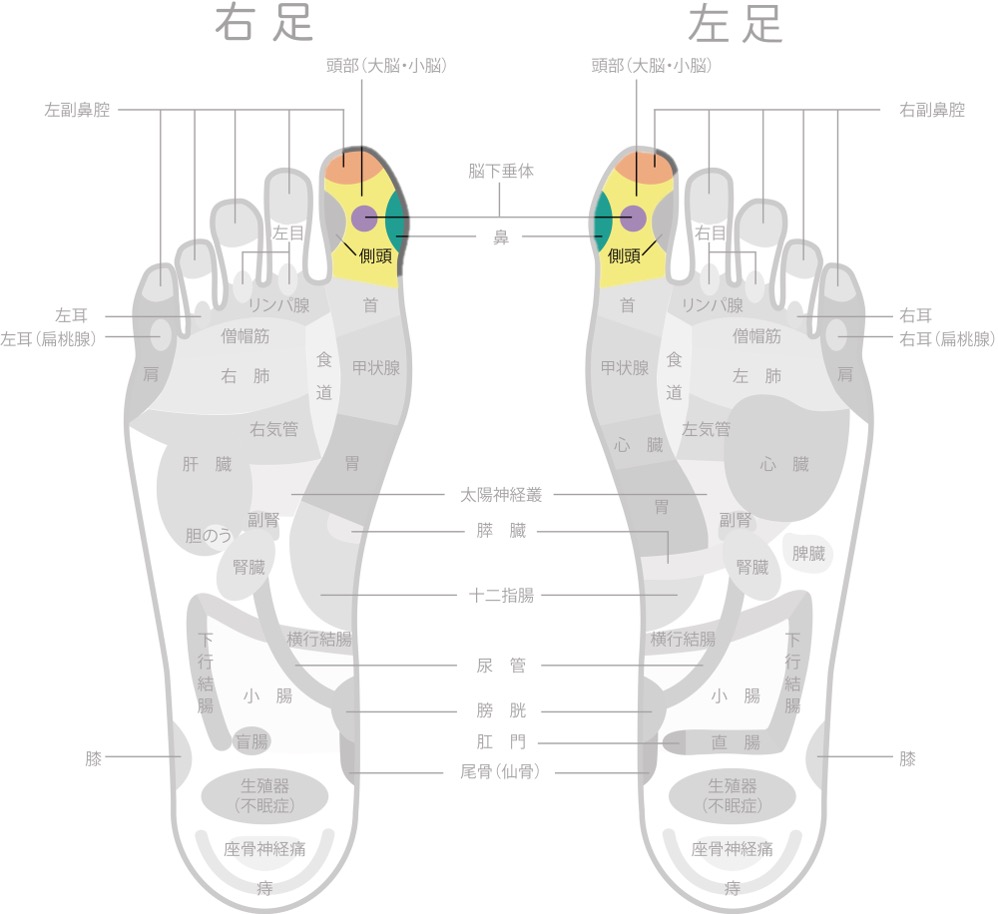 右足
左足
頭部（大脳・小脳）
頭部（大脳・小脳）
左副鼻腔
右副鼻腔
脳下垂体
左目
右目
鼻
側頭
側頭
リンパ腺
首
首
リンパ腺
左耳
右耳
左耳（扁桃腺）
右耳（扁桃腺）
僧帽筋
僧帽筋
食道
食道
甲状腺
甲状腺
肩
右 肺
左 肺
肩
右気管
左気管
心 臓
肝 臓
胃
心 臓
太陽神経叢
胃
副腎
副腎
胆のう
膵 臓
脾臓
腎臓
腎臓
十二指腸
下行結腸
横行結腸
横行結腸
下行結腸
尿 管
小 腸
小 腸
膀 胱
盲腸
肛 門
直 腸
膝
尾骨（仙骨）
膝
生殖器
（不眠症）
生殖器
（不眠症）
座骨神経痛
座骨神経痛
痔
痔